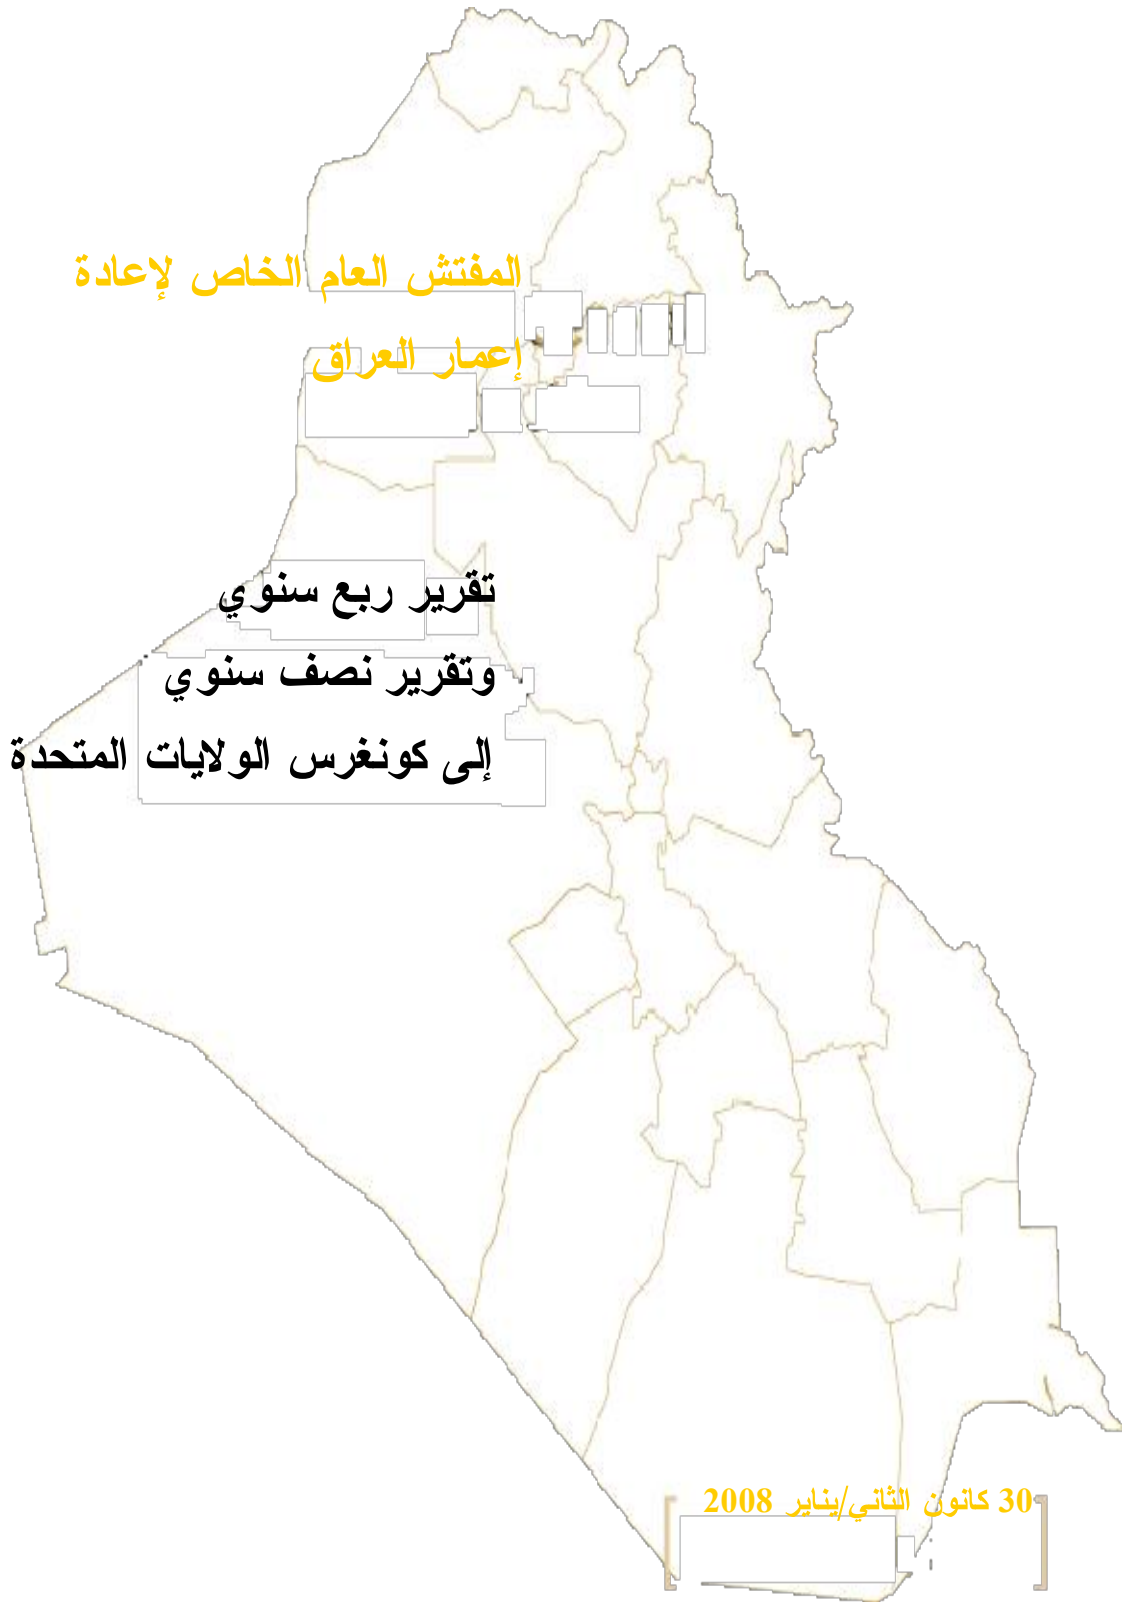 المفتش العام الخاص لإعادة
إعمار العراق
تقرير ربع سنوي
وتقرير نصف سنوي
إلى كونغرس الولايات المتحدة
30 كانون الثاني/يناير 2008